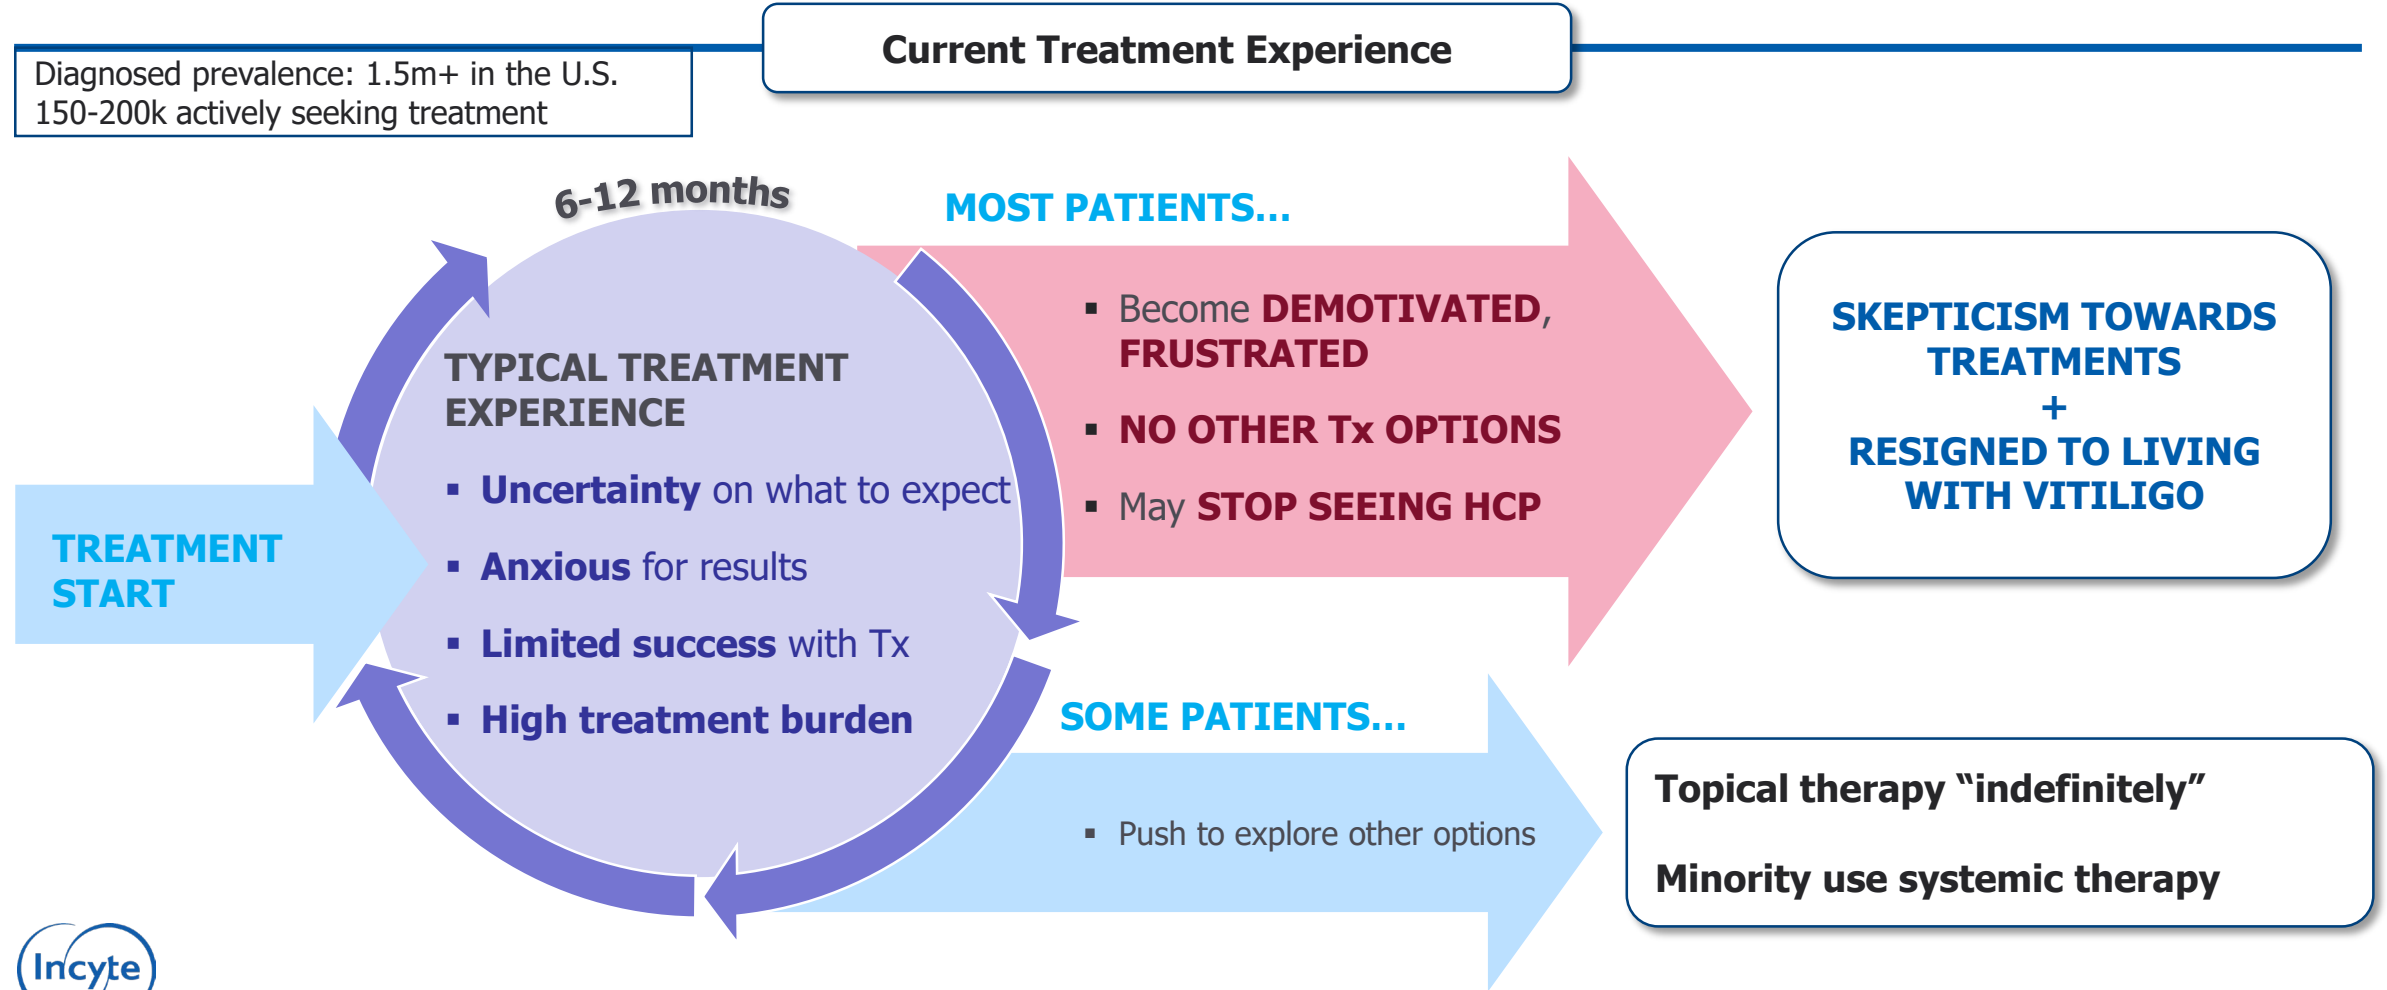 Current Treatment Experience
Diagnosed prevalence: 1.5m+ in the U.S.
150-200k actively seeking treatment
6-12 months
TREATMENT
START
TYPICAL TREATMENT
EXPERIENCE
▪ Uncertainty on what to expect
▪ Anxious for results
▪ Limited success with Tx
▪ High treatment burden
MOST PATIENTS...
▪ Become DEMOTIVATED,
FRUSTRATED
▪ NO OTHER Tx OPTIONS
▪ May STOP SEEING HCP
SKEPTICISM TOWARDS
TREATMENTS
+
RESIGNED TO LIVING
WITH VITILIGO
SOME PATIENTS...
▪ Push to explore other options
Topical therapy “indefinitely”
Minority use systemic therapy
Incyte